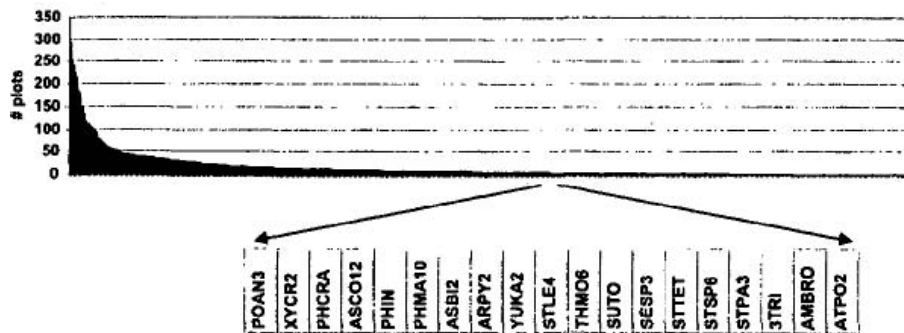 350
300
250
200
150
100
50
0
# plots
POAN3
XYCR2
PHCRA
ASCO12
PHIN
PHMA10
ASBI2
ARPY2
YUKA2
STLE4
THMO6
SUTO
SESP3
STTET
STSP6
STPA3
3TRI
AMBRO
ATPO2